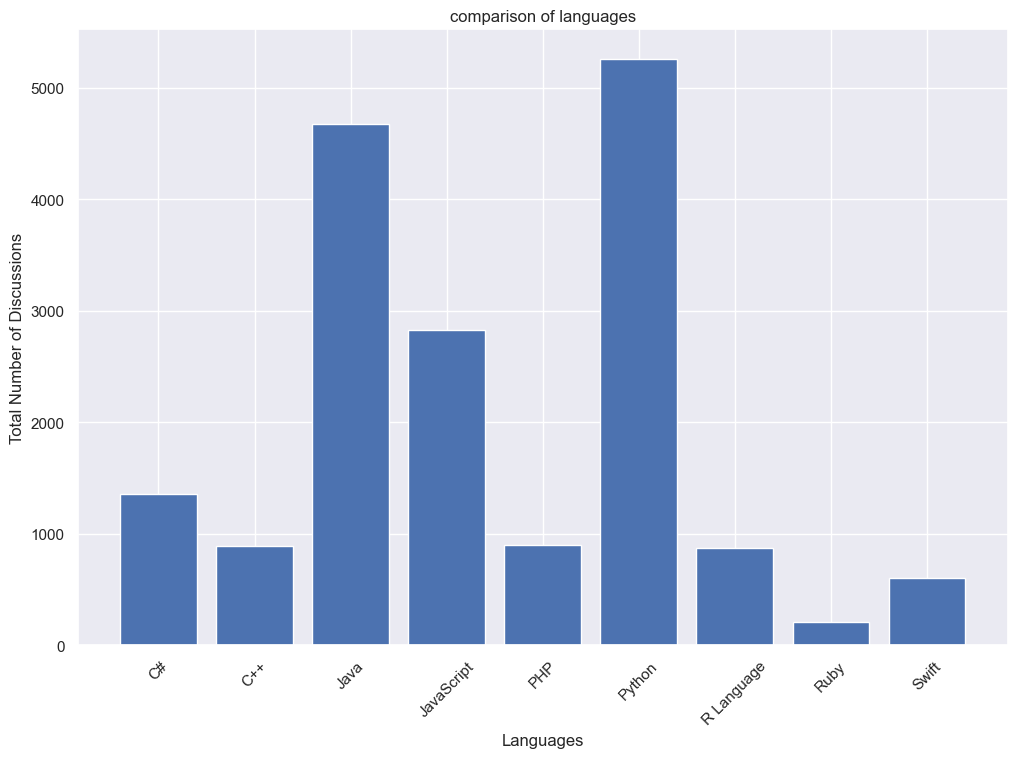 comparison of languages
Total Number of Discussions
5000
4000
3000
2000
1000
0
C#
C++
Java
JavaScript
PHP
Python
R Language
Ruby
Swift
Languages